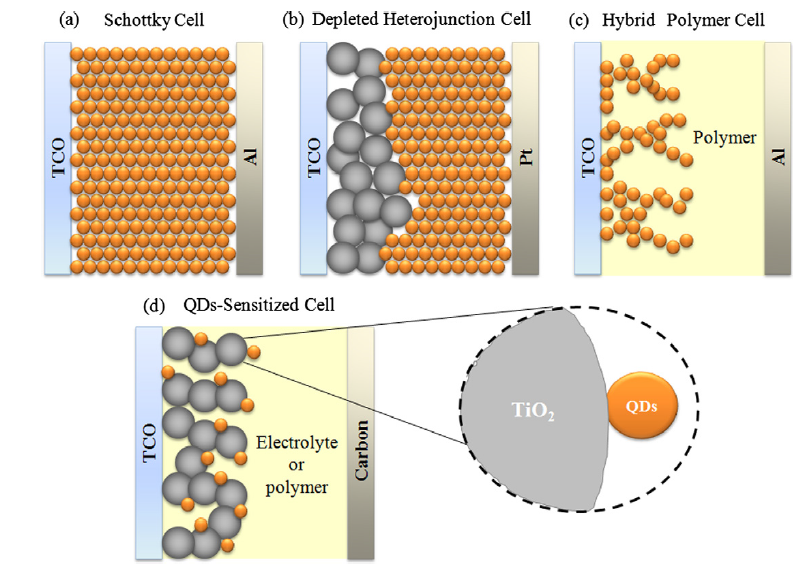 (a) Schottky Cell
TCO
Al
(b) Depleted Heterojunction Cell
TCO
Pt
(c) Hybrid Polymer Cell
TCO
Polymer
Al
(d) QDs-Sensitized Cell
TCO
Electrolyte
or
polymer
Carbon
TiO₂
QDs